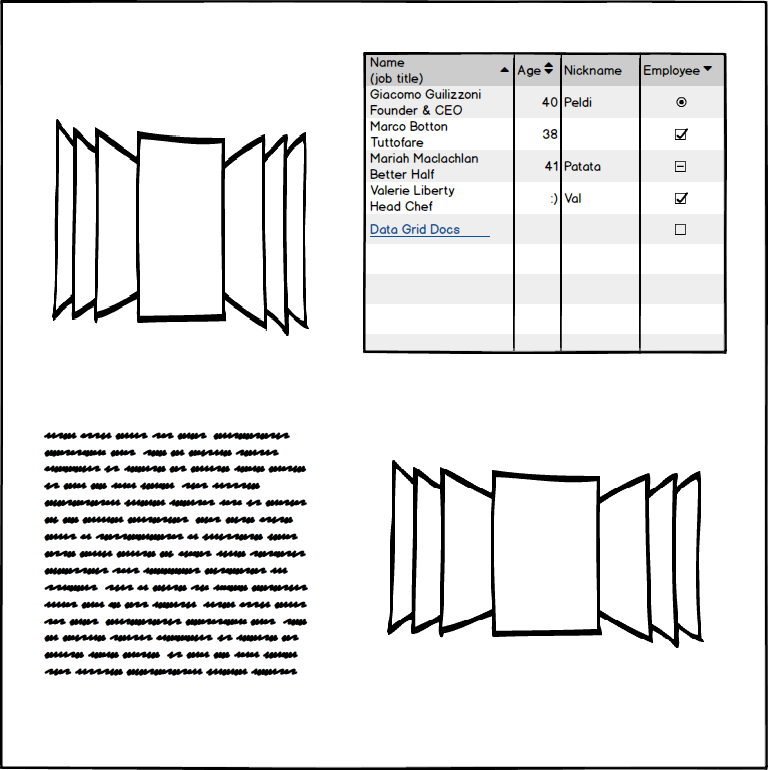 Name
(job title)
Age
Nickname
Employee
Giacomo Guilizzoni
Founder & CEO
40
Peldi
Marco Botton
Tuttofare
38
Mariah Maclachlan
Better Half
41
Patata
Valerie Liberty
Head Chef
:)
Val
Data Grid Docs